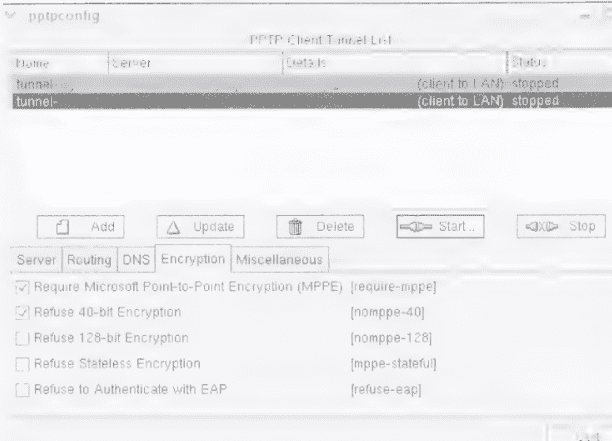 pptpconfig
PPTP Client Tunnel List
Name Server Details Status
tunnel- (client to LAN) stopped
tunnel- (client to LAN) stopped
Add Update Delete Start.. Stop
Server Routing DNS Encryption Miscellaneous
Require Microsoft Point-to-Point Encryption (MPPE) [require-mppe]
Refuse 40-bit Encryption [nomppe-40]
Refuse 128-bit Encryption [nomppe-128]
Refuse Stateless Encryption [mppe-stateful]
Refuse to Authenticate with EAP [refuse-eap]